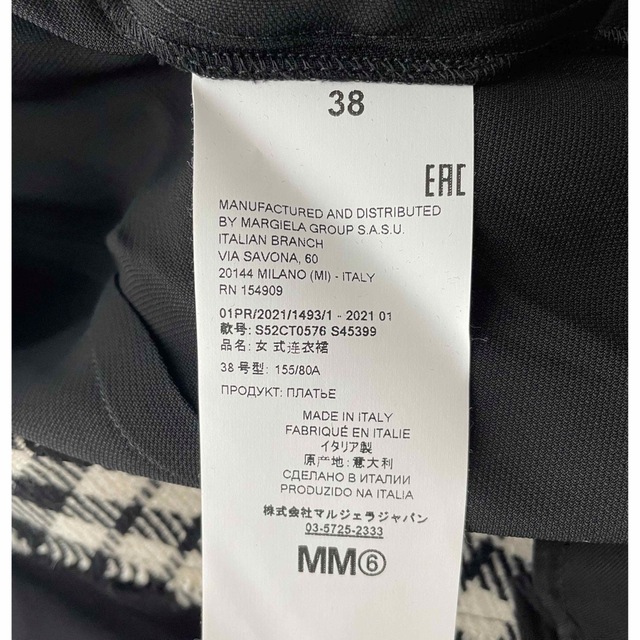 38
EAC
MANUFACTURED AND DISTRIBUTED
BY MARGIELA GROUP S.A.S.U.
ITALIAN BRANCH
VIA SAVONA, 60
20144 MILANO (MI) - ITALY
RN 154909
01PR/2021/1493/1 - 2021 01
款号: S52CT0576 S45399
品名: 女 式连衣裙
38 号型: 155/80A
ПРОДУКТ: ПЛАТЬЕ
MADE IN ITALY
FABRIQUÉ EN ITALIE
イタリア製
原产地: 意大利
СДЕЛАНО В ИТАЛИИ
PRODUZIDO NA ITALIA
株式会社マルジェラジャパン
03-5725-2333
MM⑥